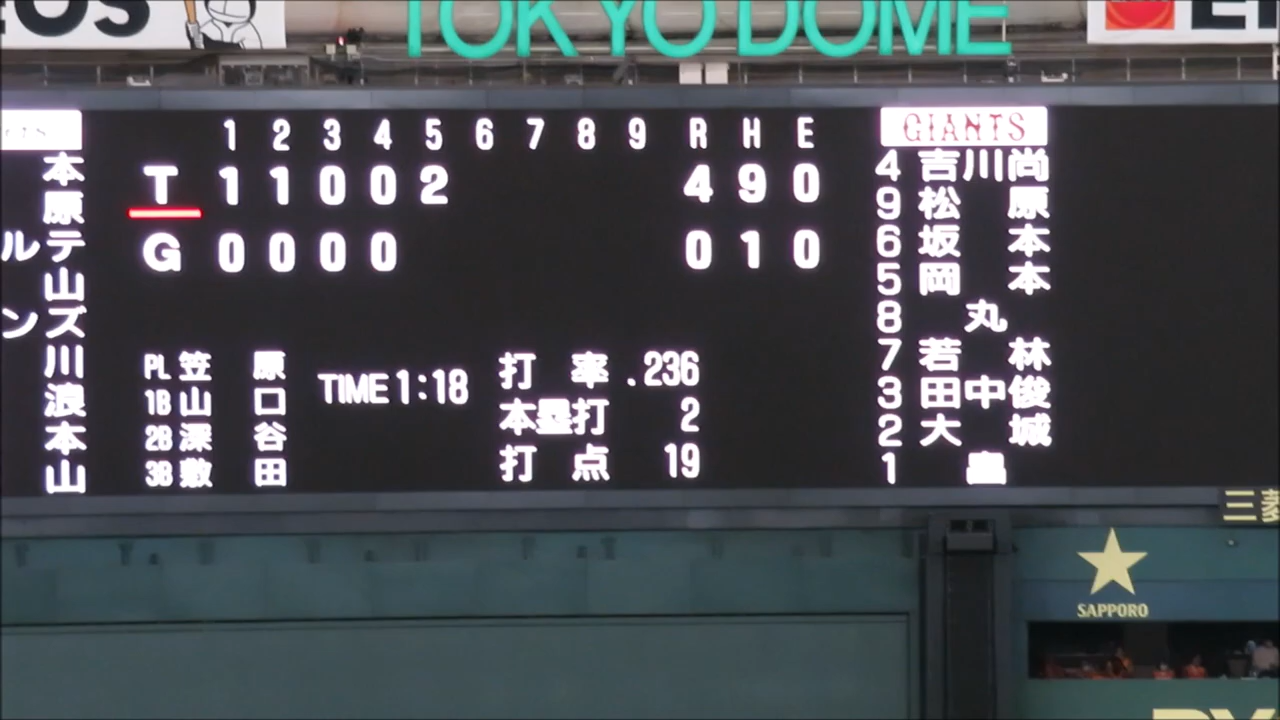 TOKYO DOME
1 2 3 4 5 6 7 8 9 R H E
T 1 1 0 0 2 4 9 0
G 0 0 0 0 0 1 0
本
原
ルテ
山
ンズ
川
浪
本
山
PL 笠原
1B 山口
2B 深谷
3B 敷田
TIME 1:18
打率 .236
本塁打 2
打点 19
GIANTS
4 吉川尚
9 松原
6 坂本
5 岡本
8 丸
7 若林
3 田中俊
2 大城
1 畠
SAPPORO